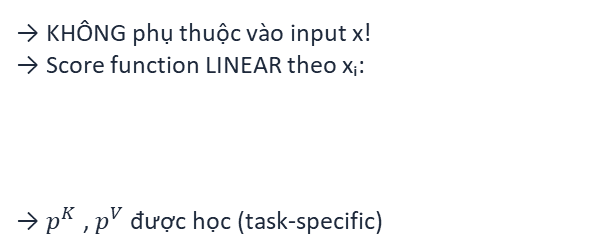 → KHÔNG phụ thuộc vào input x!
→ Score function LINEAR theo xᵢ:
→ 𝑝ᴷ , 𝑝ⱽ được học (task-specific)